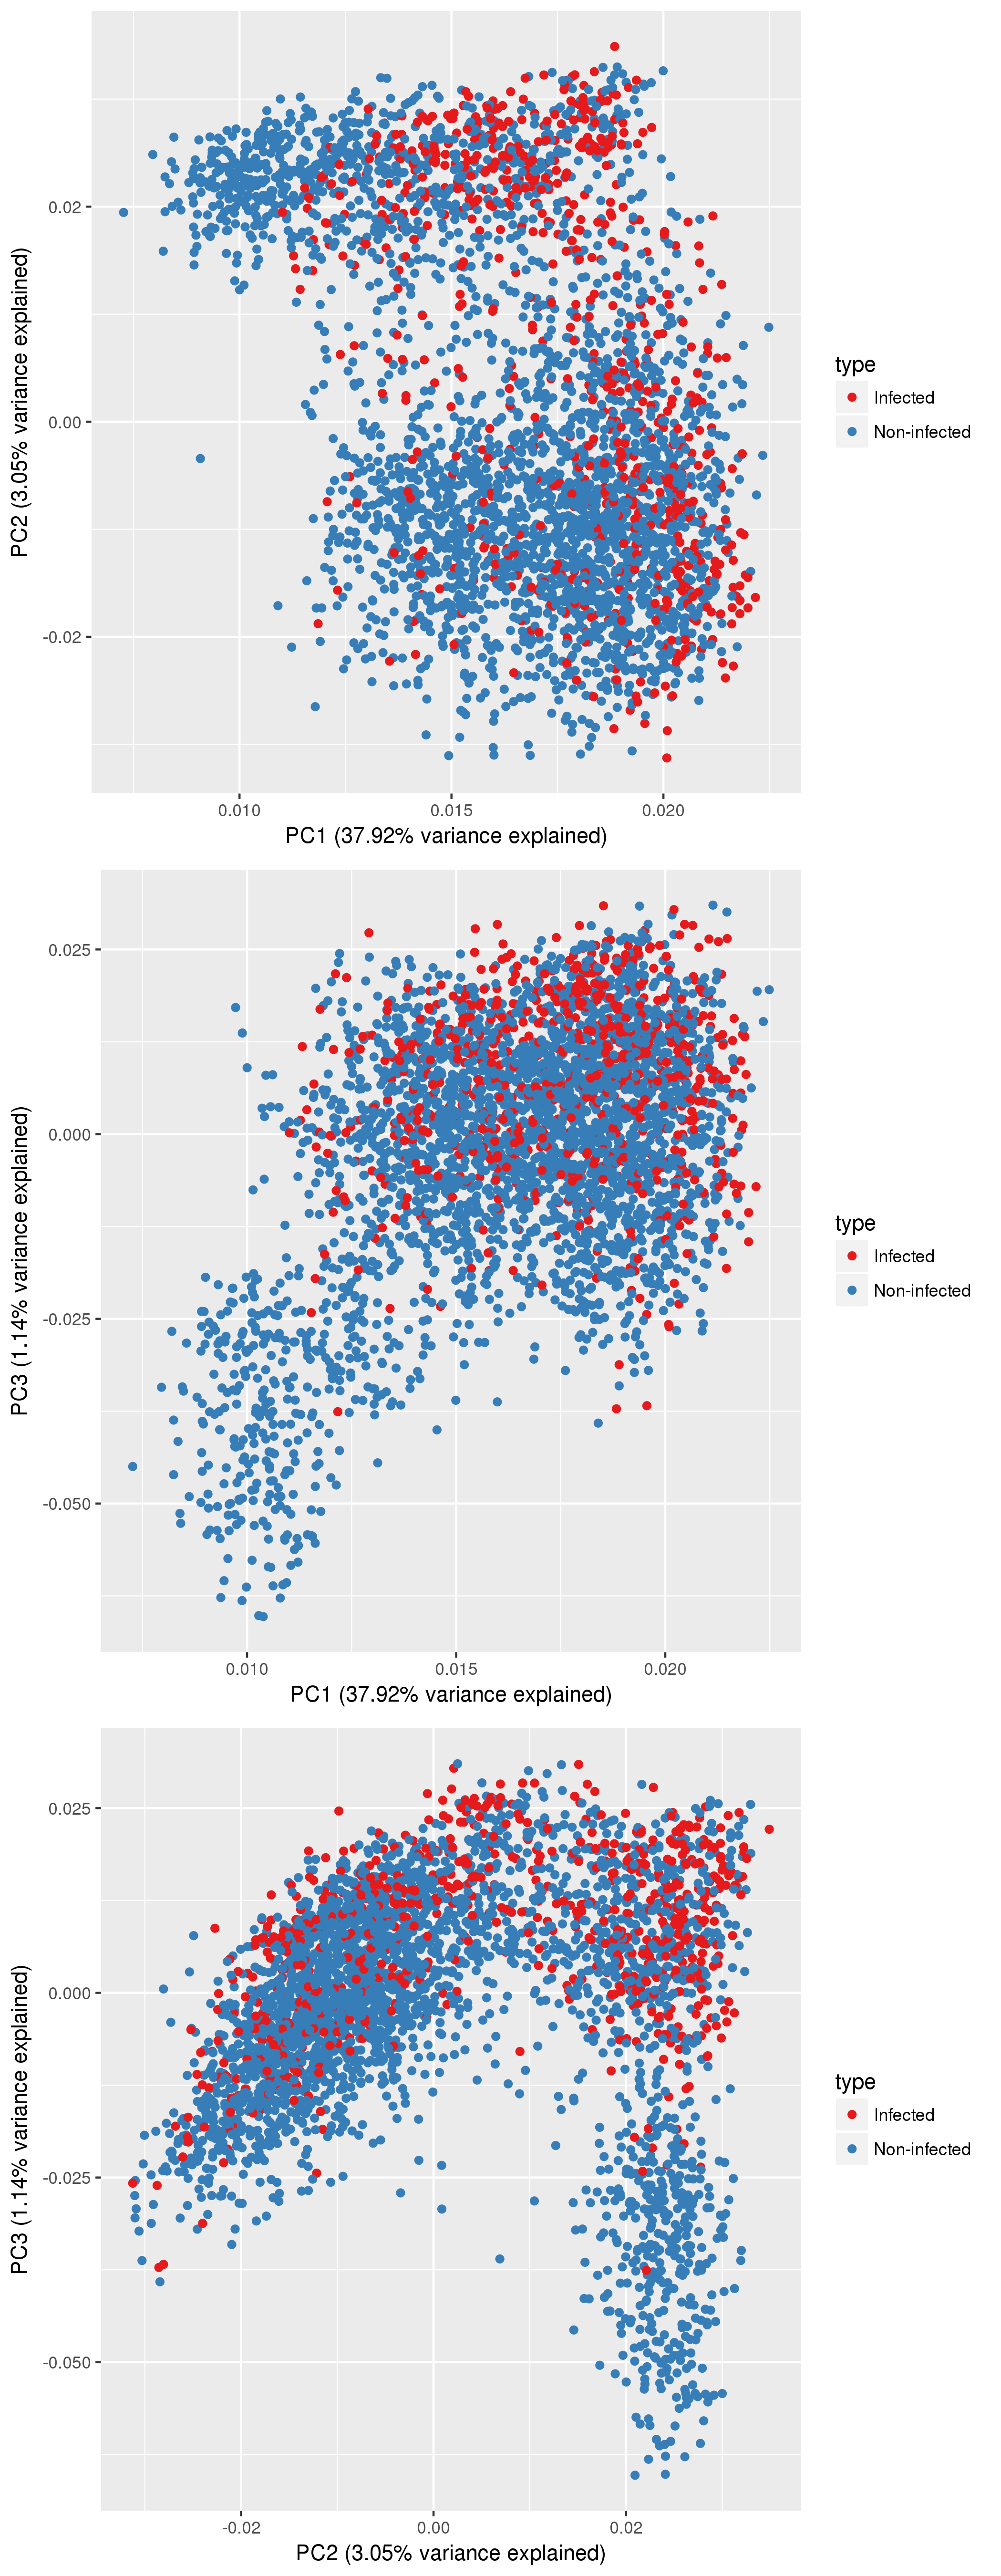 0.02
0.00
-0.02
PC2 (3.05% variance explained)
0.010 0.015 0.020
PC1 (37.92% variance explained)
type
Infected
Non-infected
0.025
0.000
-0.025
-0.050
PC3 (1.14% variance explained)
0.010 0.015 0.020
PC1 (37.92% variance explained)
type
Infected
Non-infected
0.025
0.000
-0.025
-0.050
PC3 (1.14% variance explained)
-0.02 0.00 0.02
PC2 (3.05% variance explained)
type
Infected
Non-infected